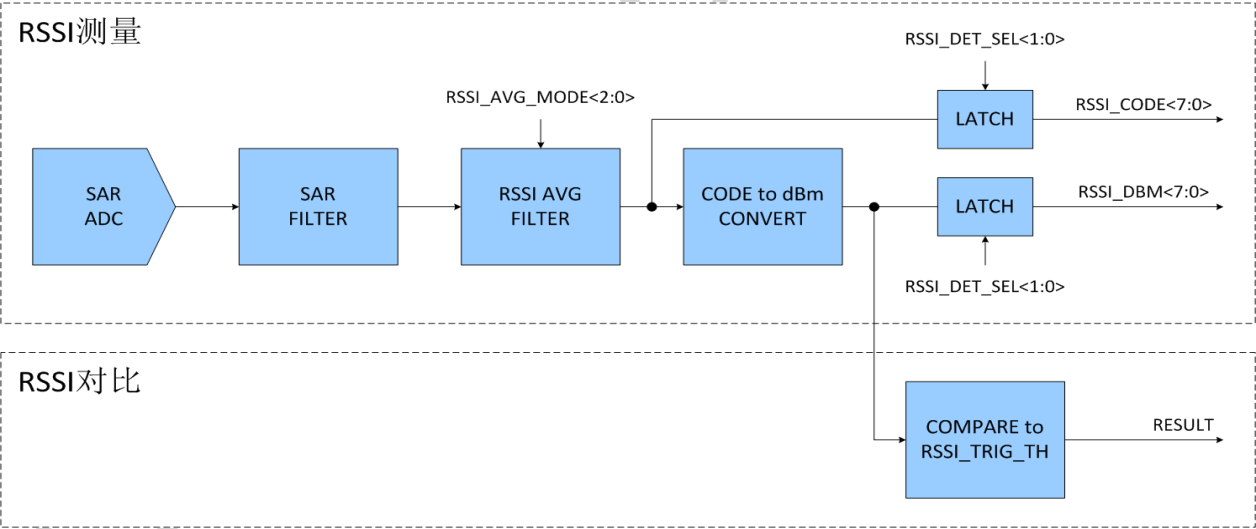 RSSI测量
RSSI_DET_SEL<1:0>
RSSI_AVG_MODE<2:0>
LATCH
RSSI_CODE<7:0>
SAR
ADC
SAR
FILTER
RSSI AVG
FILTER
CODE to dBm
CONVERT
LATCH
RSSI_DBM<7:0>
RSSI_DET_SEL<1:0>
RSSI对比
COMPARE to
RSSI_TRIG_TH
RESULT